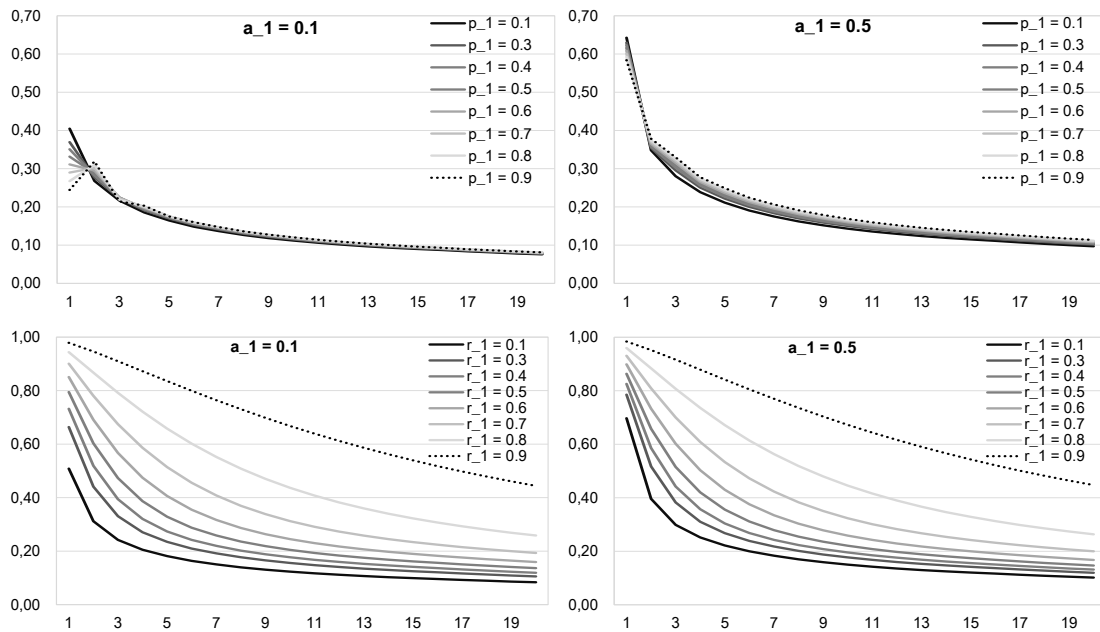 a_1 = 0.1
0,70
0,60
0,50
0,40
0,30
0,20
0,10
0,00
1 3 5 7 9 11 13 15 17 19
p_1 = 0.1
p_1 = 0.3
p_1 = 0.4
p_1 = 0.5
p_1 = 0.6
p_1 = 0.7
p_1 = 0.8
p_1 = 0.9
a_1 = 0.5
0,70
0,60
0,50
0,40
0,30
0,20
0,10
0,00
1 3 5 7 9 11 13 15 17 19
p_1 = 0.1
p_1 = 0.3
p_1 = 0.4
p_1 = 0.5
p_1 = 0.6
p_1 = 0.7
p_1 = 0.8
p_1 = 0.9
a_1 = 0.1
1,00
0,80
0,60
0,40
0,20
0,00
1 3 5 7 9 11 13 15 17 19
r_1 = 0.1
r_1 = 0.3
r_1 = 0.4
r_1 = 0.5
r_1 = 0.6
r_1 = 0.7
r_1 = 0.8
r_1 = 0.9
a_1 = 0.5
1,00
0,80
0,60
0,40
0,20
0,00
1 3 5 7 9 11 13 15 17 19
r_1 = 0.1
r_1 = 0.3
r_1 = 0.4
r_1 = 0.5
r_1 = 0.6
r_1 = 0.7
r_1 = 0.8
r_1 = 0.9